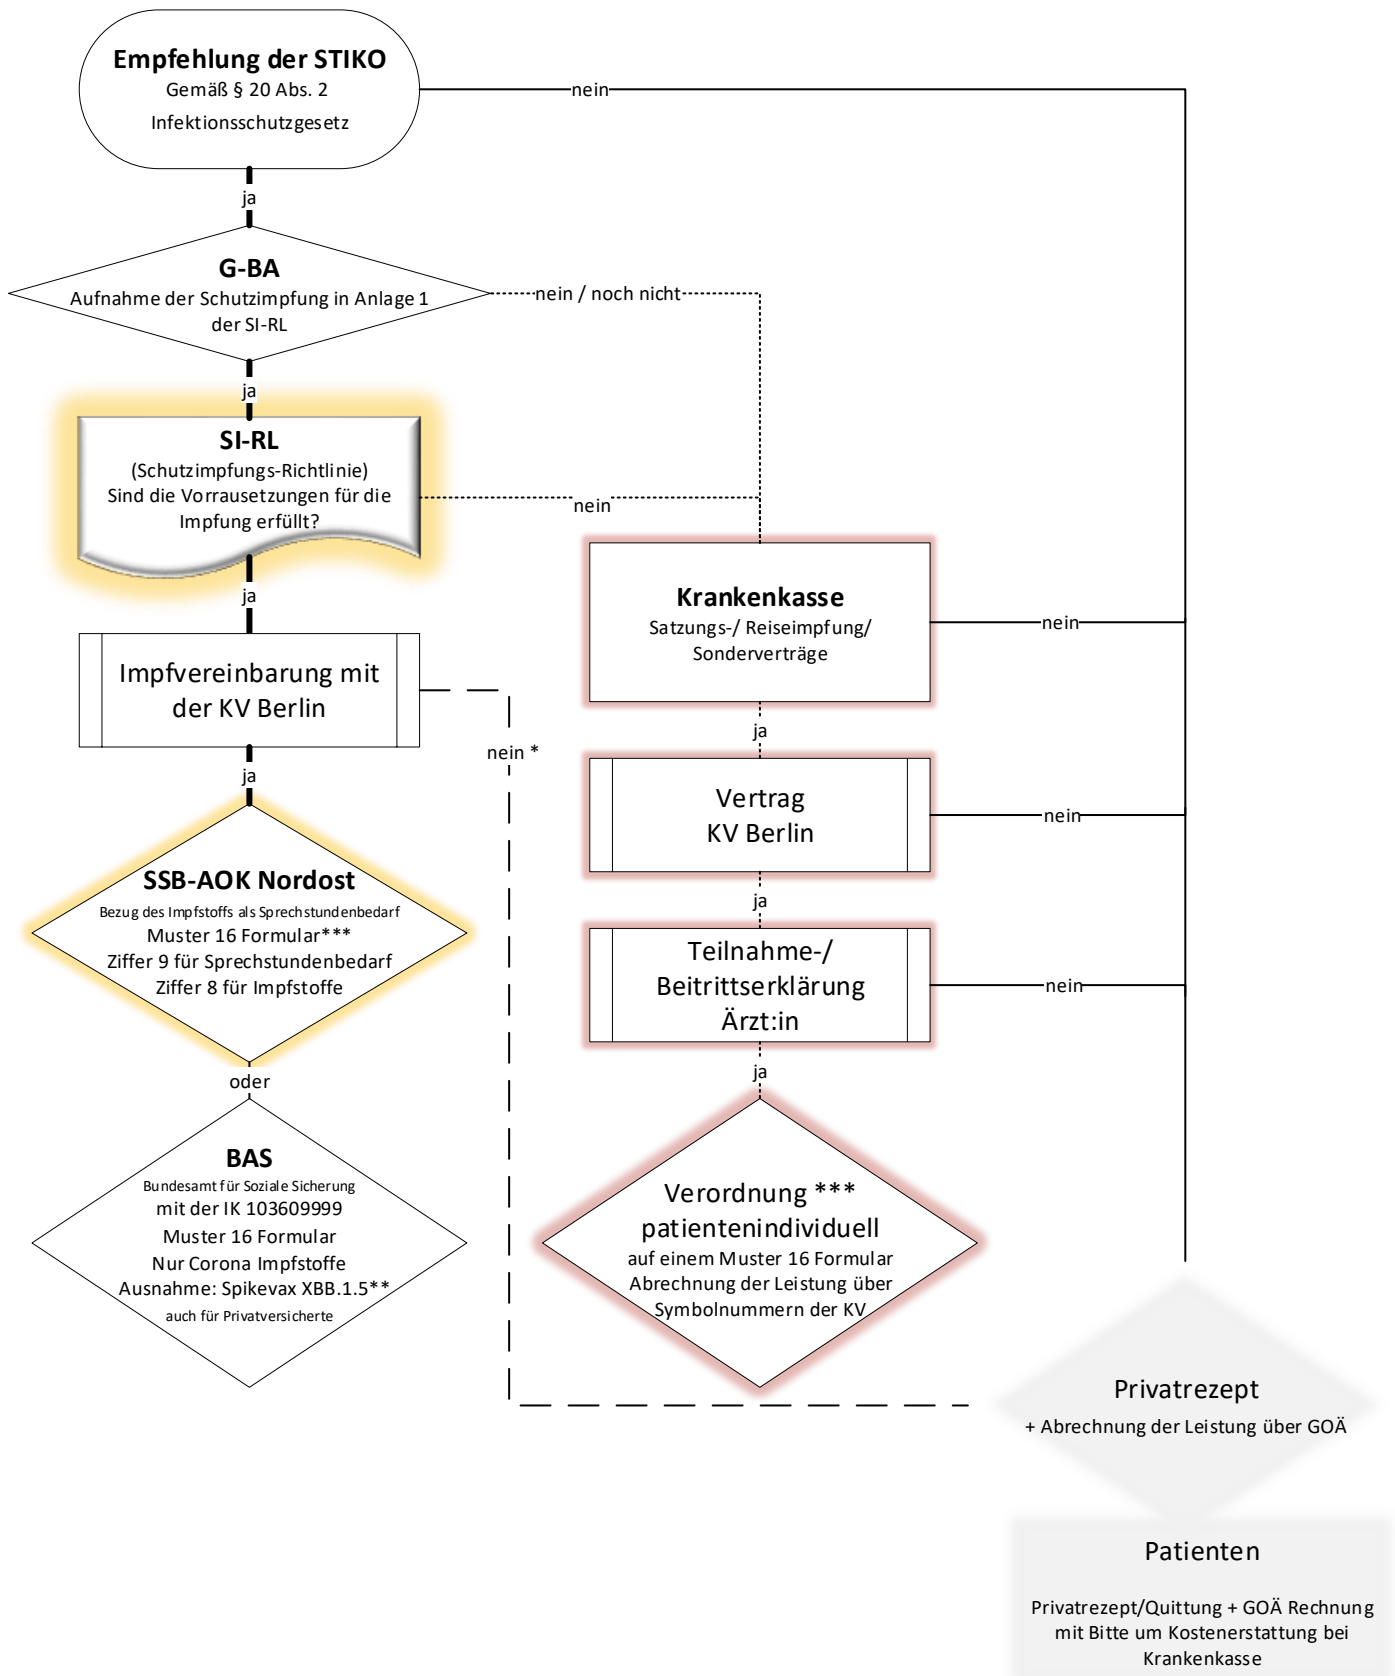 Empfehlung der STIKO
Gemäß § 20 Abs. 2
Infektionsschutzgesetz
nein
ja
G-BA
Aufnahme der Schutzimpfung in Anlage 1
der SI-RL
nein / noch nicht
ja
SI-RL
(Schutzimpfungs-Richtlinie)
Sind die Vorrausetzungen für die
Impfung erfüllt?
nein
ja
Impfvereinbarung mit
der KV Berlin
nein *
ja
SSB-AOK Nordost
Bezug des Impfstoffs als Sprechstundenbedarf
Muster 16 Formular***
Ziffer 9 für Sprechstundenbedarf
Ziffer 8 für Impfstoffe
oder
BAS
Bundesamt für Soziale Sicherung
mit der IK 103609999
Muster 16 Formular
Nur Corona Impfstoffe
Ausnahme: Spikevax XBB.1.5**
auch für Privatversicherte
Krankenkasse
Satzungs-/ Reiseimpfung/
Sonderverträge
nein
ja
Vertrag
KV Berlin
nein
ja
Teilnahme-/
Beitrittserklärung
Ärzt:in
nein
ja
Verordnung ***
patientenindividuell
auf einem Muster 16 Formular
Abrechnung der Leistung über
Symbolnummern der KV
Privatrezept
+ Abrechnung der Leistung über GOÄ
Patienten
Privatrezept/Quittung + GOÄ Rechnung
mit Bitte um Kostenerstattung bei
Krankenkasse